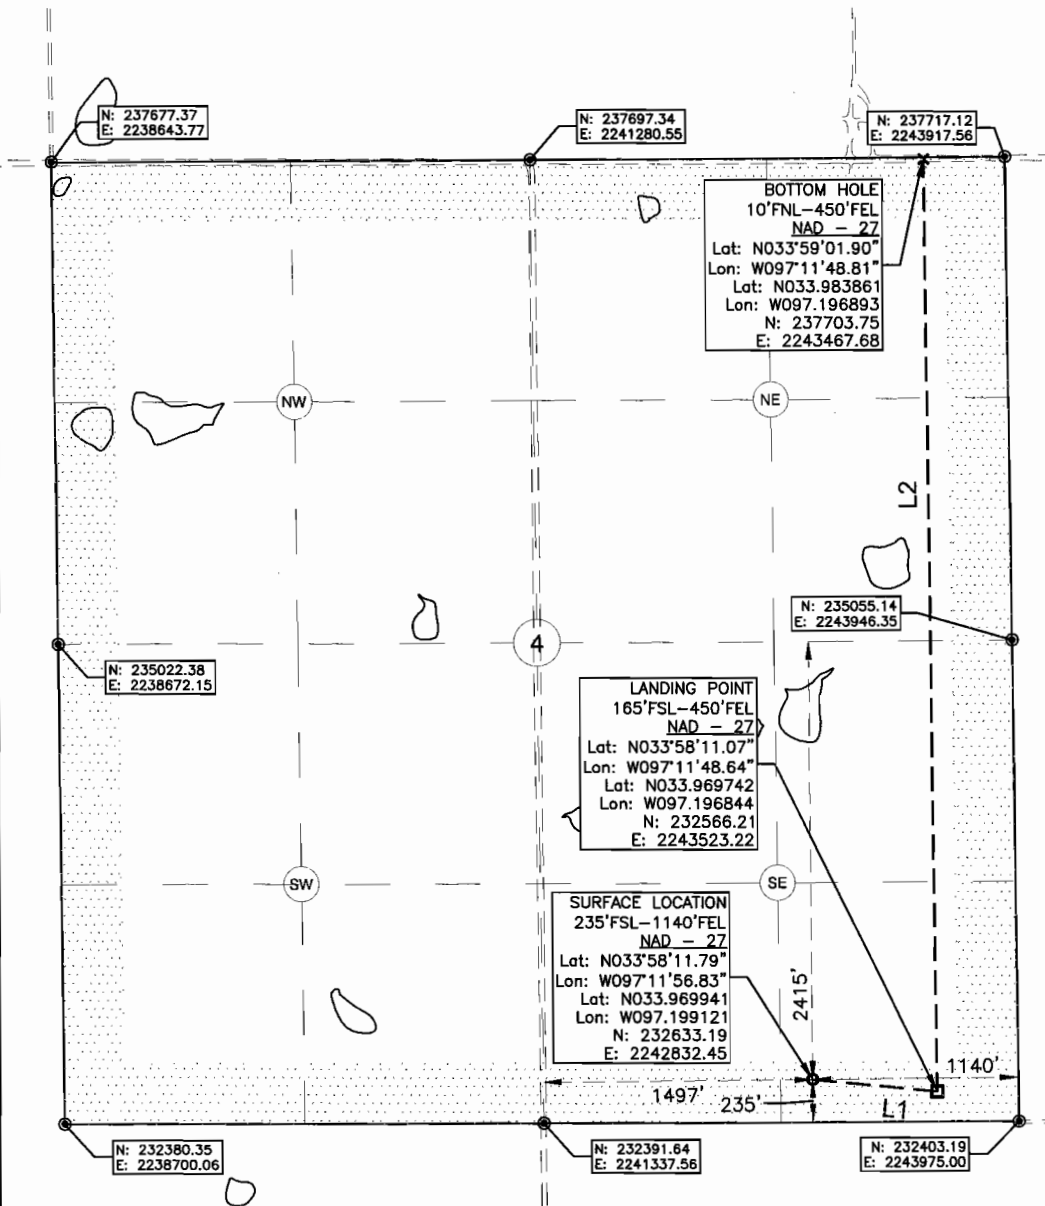 N: 237677.37
E: 2238643.77
N: 237697.34
E: 2241280.55
N: 237717.12
E: 2243917.56
BOTTOM HOLE
10'FNL-450'FEL
NAD - 27
Lat: N033°59'01.90"
Lon: W097°11'48.81"
Lat: N033.983861
Lon: W097.196893
N: 237703.75
E: 2243467.68
NW
NE
L2
N: 235055.14
E: 2243946.35
4
N: 235022.38
E: 2238672.15
LANDING POINT
165'FSL-450'FEL
NAD - 27
Lat: N033°58'11.07"
Lon: W097°11'48.64"
Lat: N033.969742
Lon: W097.196844
N: 232566.21
E: 2243523.22
SW
SE
SURFACE LOCATION
235'FSL-1140'FEL
NAD - 27
Lat: N033°58'11.79"
Lon: W097°11'56.83"
Lat: N033.969941
Lon: W097.199121
N: 232633.19
E: 2242832.45
2415'
1140'
1497'
235'
L1
N: 232380.35
E: 2238700.06
N: 232391.64
E: 2241337.56
N: 232403.19
E: 2243975.00